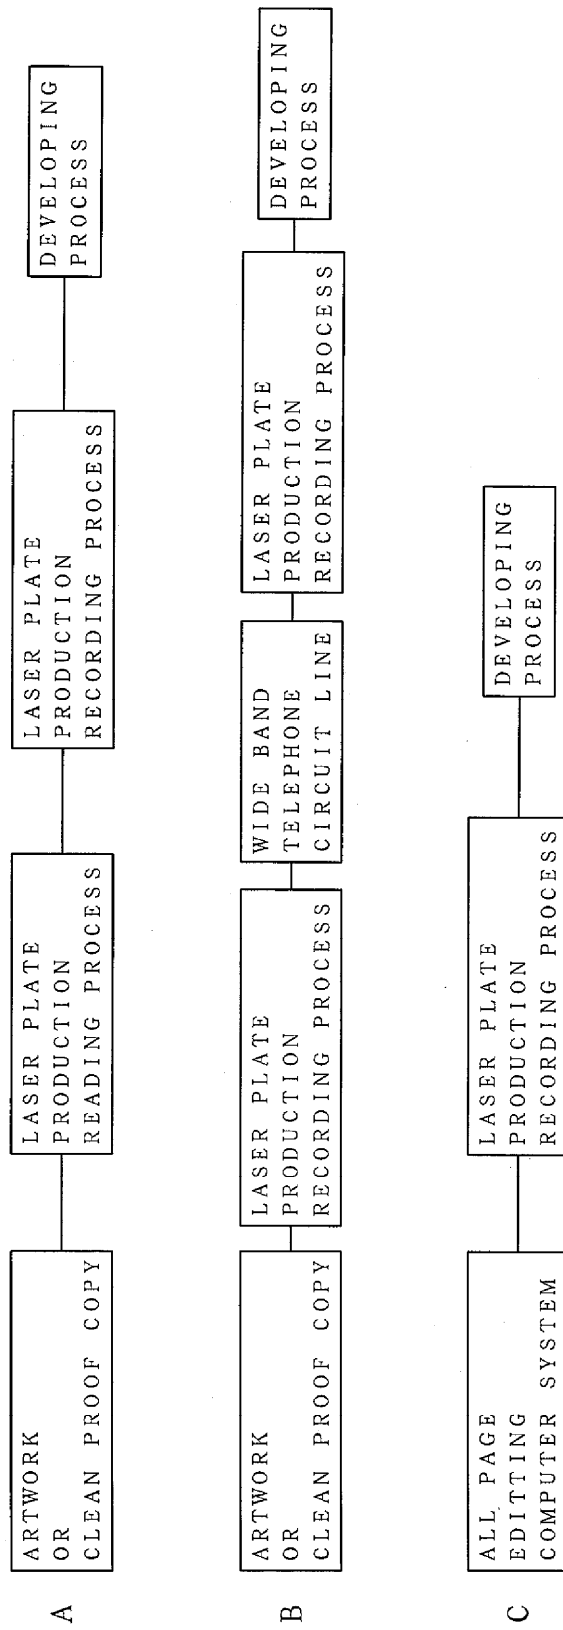 A
ARTWORK
OR
CLEAN PROOF COPY
LASER PLATE
PRODUCTION
READING PROCESS
LASER PLATE
PRODUCTION
RECORDING PROCESS
DEVELOPING
PROCESS
B
ARTWORK
OR
CLEAN PROOF COPY
LASER PLATE
PRODUCTION
RECORDING PROCESS
WIDE BAND
TELEPHONE
CIRCUIT LINE
LASER PLATE
PRODUCTION
RECORDING PROCESS
DEVELOPING
PROCESS
C
ALL PAGE
EDITTING
COMPUTER SYSTEM
LASER PLATE
PRODUCTION
RECORDING PROCESS
DEVELOPING
PROCESS